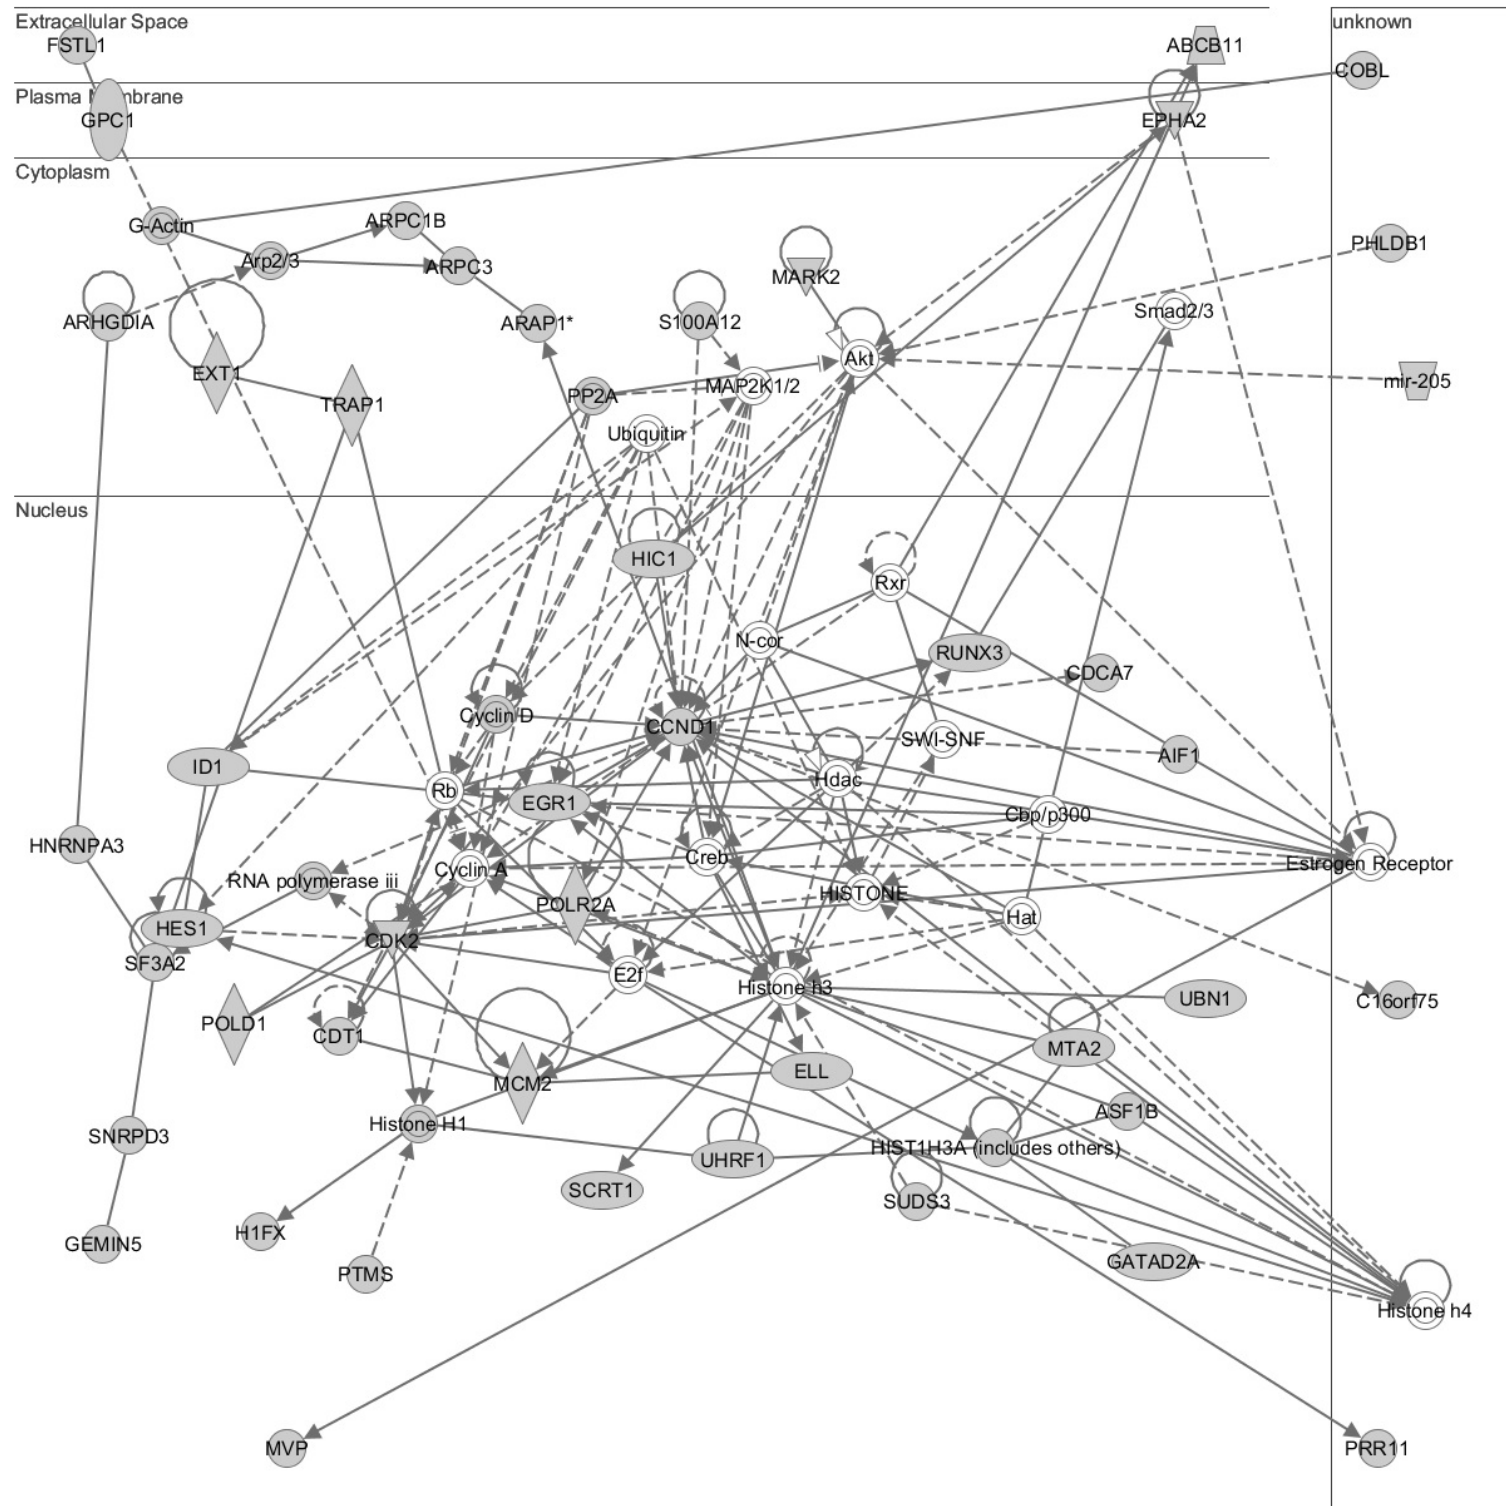 Extracellular Space
unknown
FSTL1
ABCB11
COBL
Plasma Membrane
GPC1
EPHA2
Cytoplasm
G-Actin
ARPC1B
PHLDB1
Arp2/3
ARPC3
MARK2
Smad2/3
ARHGDIA
ARAP1*
S100A12
Akt
EXT1
mir-205
MAP2K1/2
PP2A
TRAP1
Ubiquitin
Nucleus
HIC1
Rxr
N-cor
RUNX3
CDCA7
Cyclin D
CCND1
SWI-SNF
AIF1
ID1
Hdac
Rb
EGR1
Cbp/p300
HNRNPA3
Creb
Estrogen Receptor
Cyclin A
RNA polymerase iii
HISTONE
POLR2A
Hat
HES1
CDK2
SF3A2
E2f
Histone h3
UBN1
C16orf75
POLD1
CDT1
MTA2
ELL
MCM2
ASF1B
Histone H1
SNRPD3
HIST1H3A (includes others)
UHRF1
SCRT1
SUDS3
H1FX
GEMIN5
GATAD2A
PTMS
Histone h4
MVP
PRR11